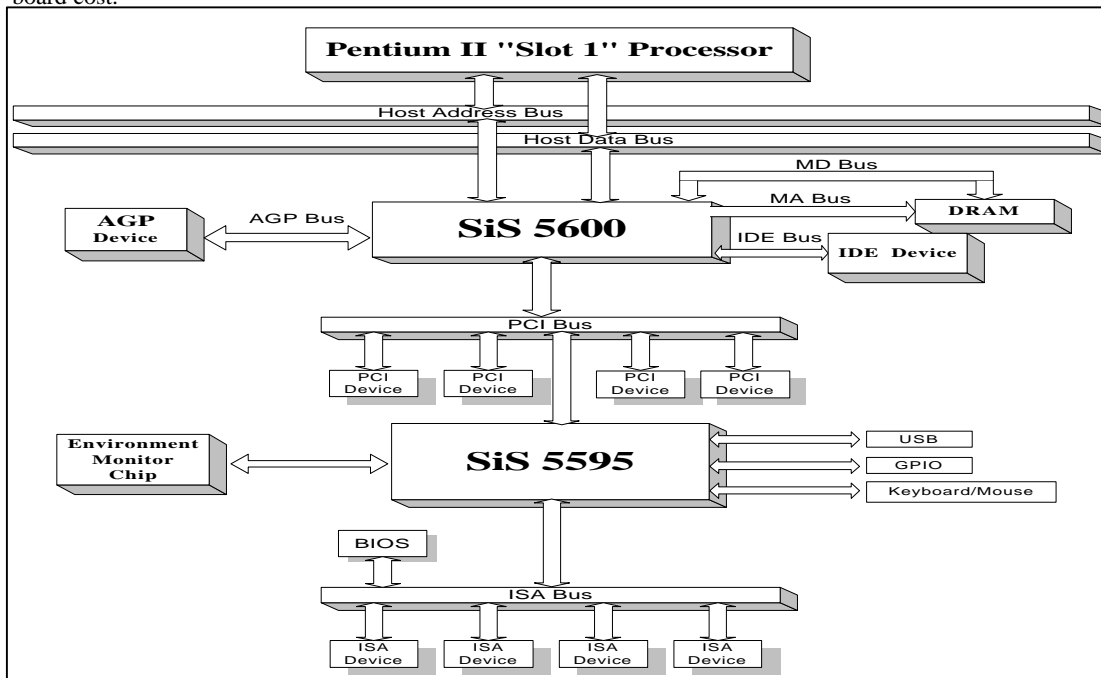 board cost.
Pentium II "Slot 1" Processor
Host Address Bus
Host Data Bus
MD Bus
MA Bus
AGP
Device
AGP Bus
SiS 5600
DRAM
IDE Bus
IDE Device
PCI Bus
PCI
Device
PCI
Device
PCI
Device
PCI
Device
Environment
Monitor
Chip
SiS 5595
USB
GPIO
Keyboard/Mouse
BIOS
ISA Bus
ISA
Device
ISA
Device
ISA
Device
ISA
Device